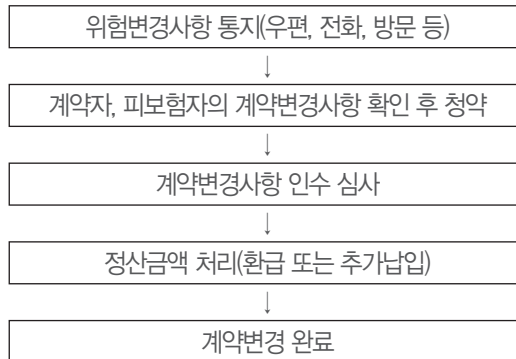 위험변경사항 통지(우편, 전화, 방문 등)
↓
계약자, 피보험자의 계약변경사항 확인 후 청약
↓
계약변경사항 인수 심사
↓
정산금액 처리(환급 또는 추가납입)
↓
계약변경 완료